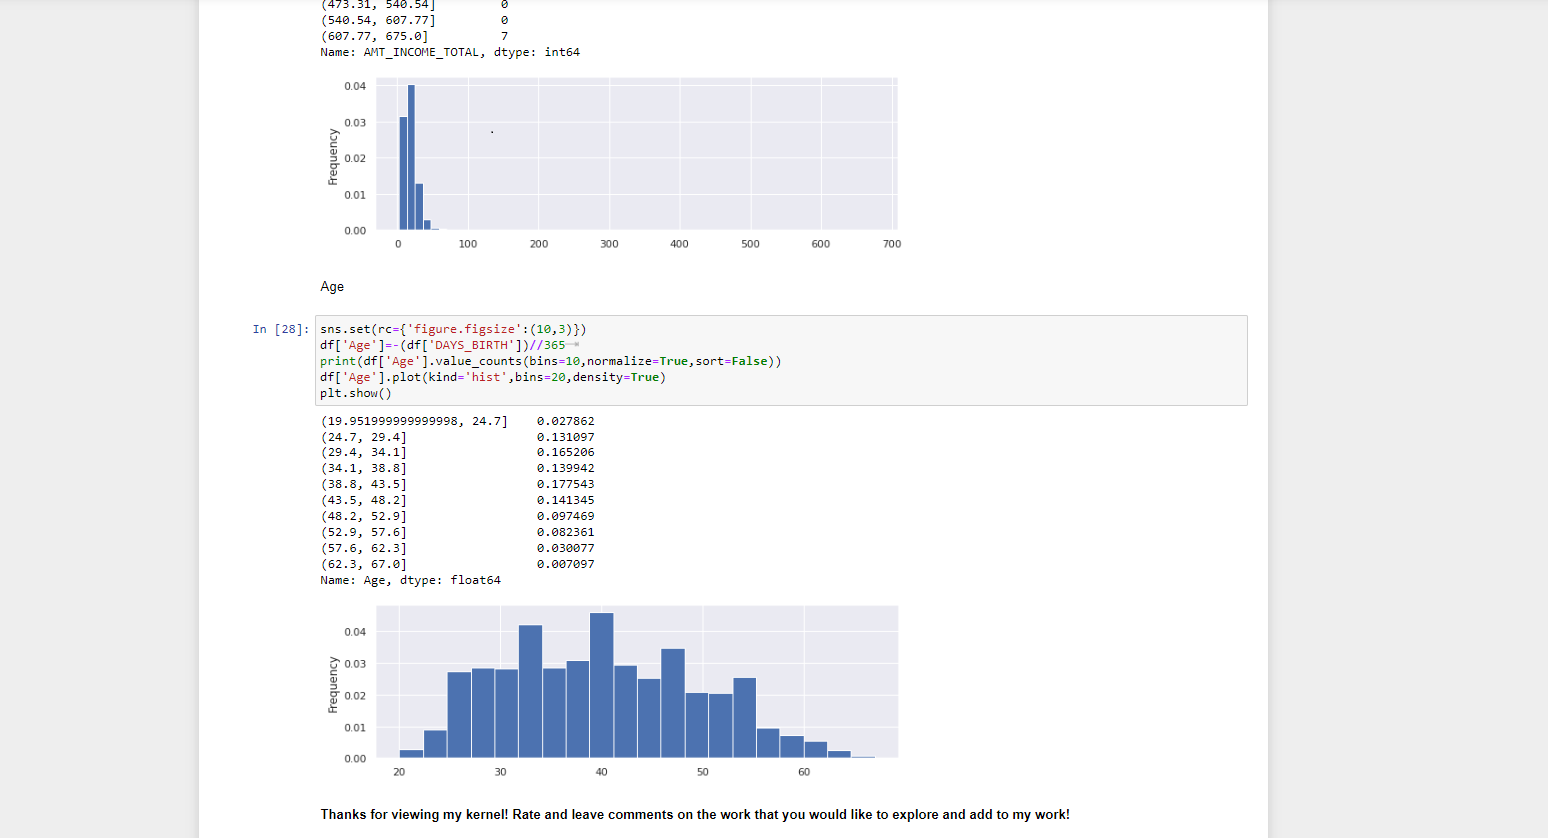 (473.31, 540.54] 0
(540.54, 607.77] 0
(607.77, 675.0] 7
Name: AMT_INCOME_TOTAL, dtype: int64
0.04
0.03
0.02
0.01
0.00
Frequency
0 100 200 300 400 500 600 700
Age
In [28]:
sns.set(rc={'figure.figsize':(10,3)})
df['Age']=-(df['DAYS_BIRTH'])//365
print(df['Age'].value_counts(bins=10,normalize=True,sort=False))
df['Age'].plot(kind='hist',bins=20,density=True)
plt.show()
(19.951999999999998, 24.7] 0.027862
(24.7, 29.4] 0.131097
(29.4, 34.1] 0.165206
(34.1, 38.8] 0.139942
(38.8, 43.5] 0.177543
(43.5, 48.2] 0.141345
(48.2, 52.9] 0.097469
(52.9, 57.6] 0.082361
(57.6, 62.3] 0.030077
(62.3, 67.0] 0.007097
Name: Age, dtype: float64
0.04
0.03
0.02
0.01
0.00
Frequency
20 30 40 50 60
Thanks for viewing my kernel! Rate and leave comments on the work that you would like to explore and add to my work!